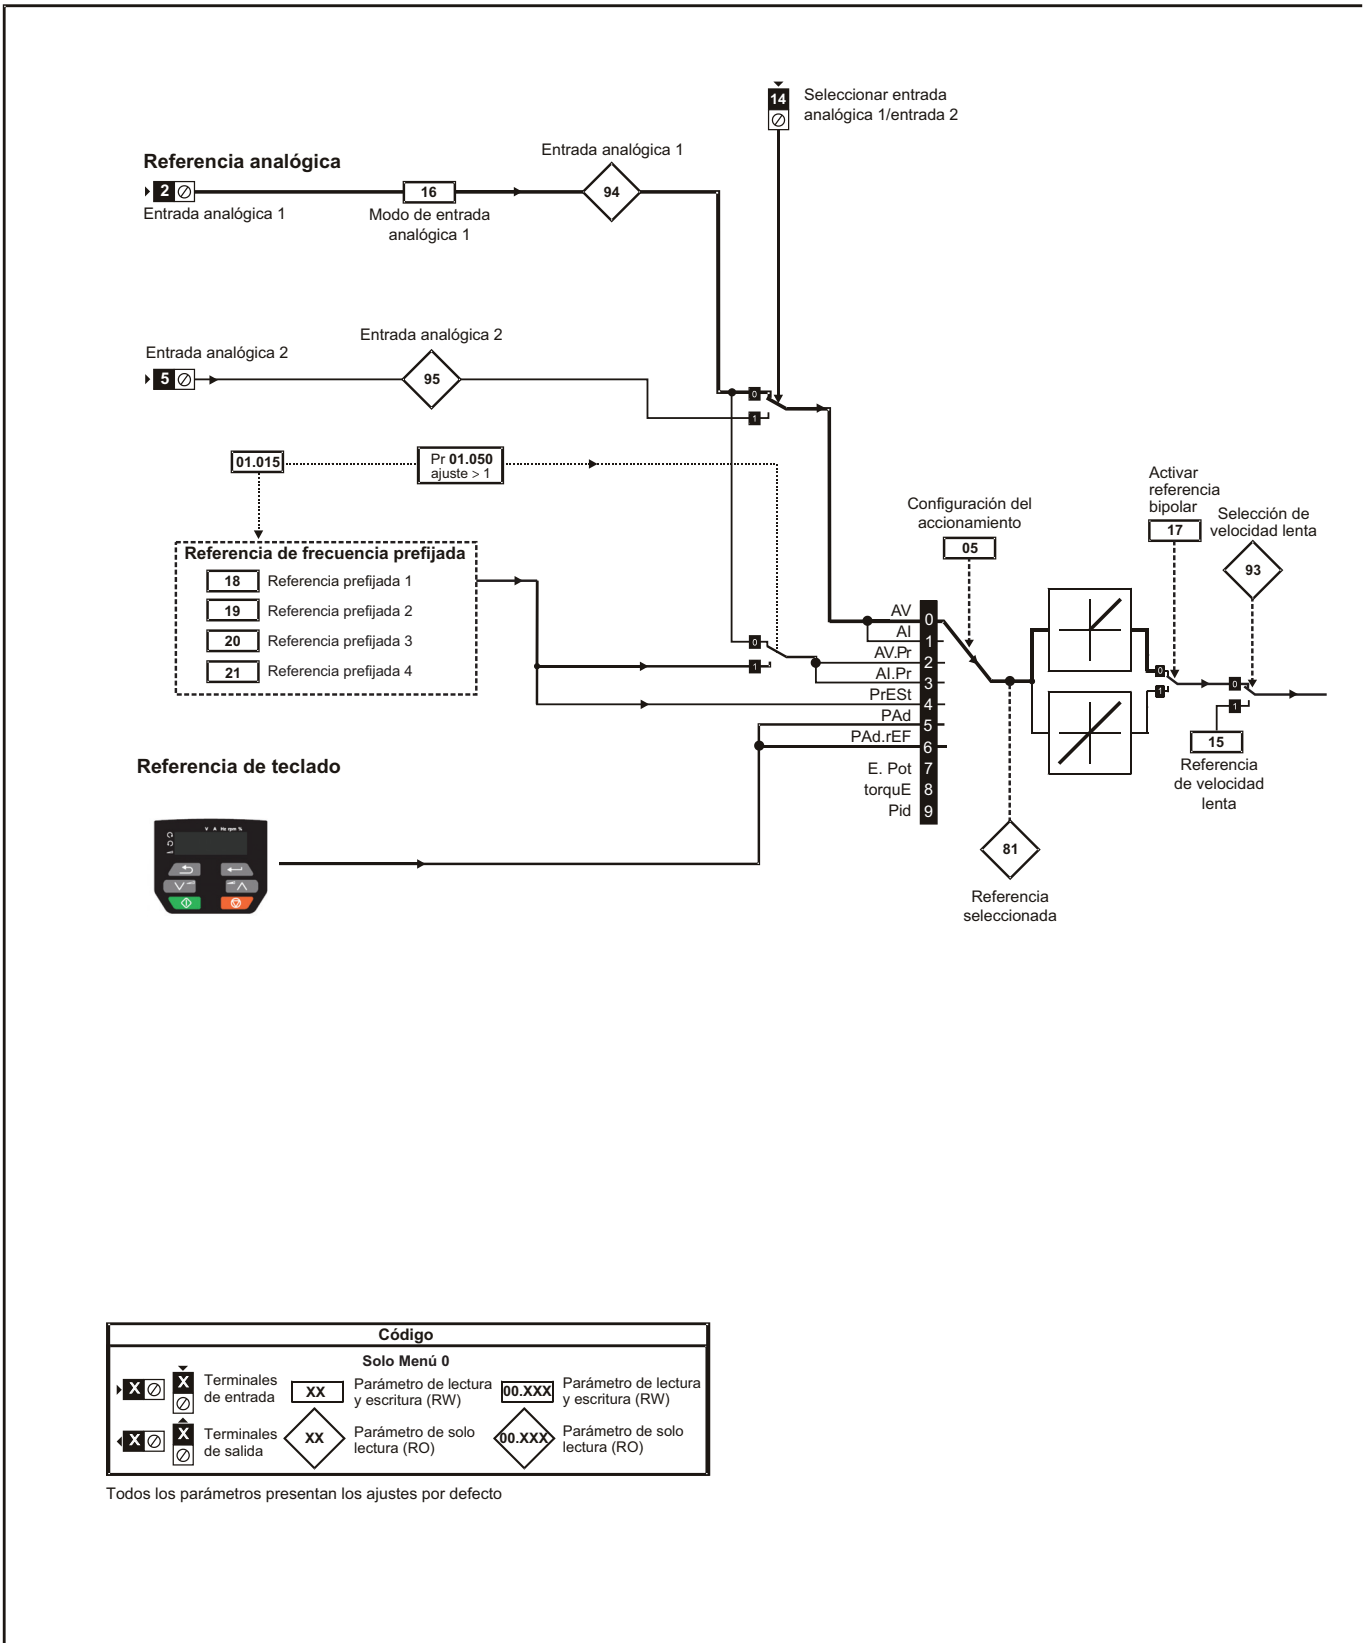 14
Seleccionar entrada
analógica 1/entrada 2
Referencia analógica
2
Entrada analógica 1
16
Modo de entrada
analógica 1
Entrada analógica 1
94
Entrada analógica 2
5
Entrada analógica 2
95
0
1
01.015
Pr 01.050
ajuste > 1
Referencia de frecuencia prefijada
18 Referencia prefijada 1
19 Referencia prefijada 2
20 Referencia prefijada 3
21 Referencia prefijada 4
0
1
Configuración del
accionamiento
05
AV 0
AI 1
AV.Pr 2
AI.Pr 3
PrESt 4
PAd 5
PAd.rEF 6
E. Pot 7
torquE 8
Pid 9
81
Referencia
seleccionada
Activar
referencia
bipolar
17
0
1
Selección de
velocidad lenta
93
0
1
15
Referencia
de velocidad
lenta
Referencia de teclado
V A Hz rpm %
Código
Solo Menú 0
X X Terminales
de entrada
XX Parámetro de lectura
y escritura (RW)
00.XXX Parámetro de lectura
y escritura (RW)
X X Terminales
de salida
XX Parámetro de solo
lectura (RO)
00.XXX Parámetro de solo
lectura (RO)
Todos los parámetros presentan los ajustes por defecto